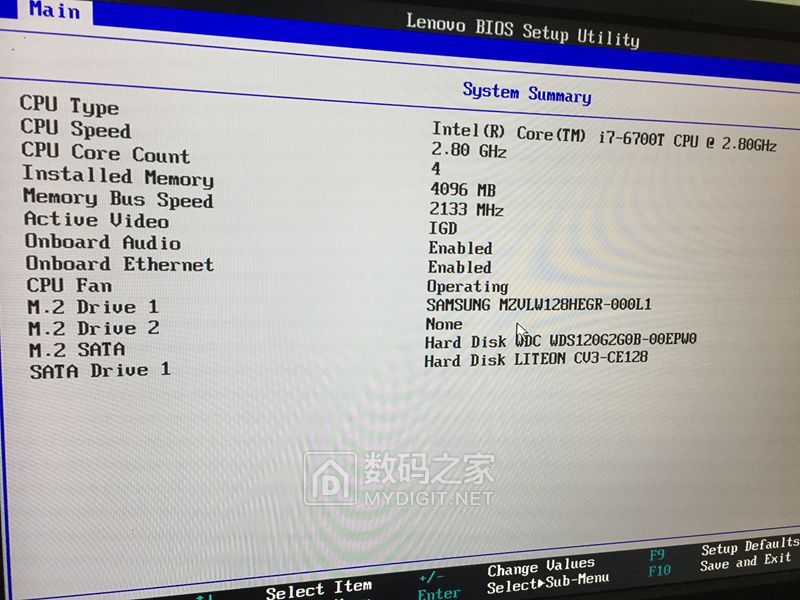 Main
Lenovo BIOS Setup Utility
System Summary
CPU Type Intel(R) Core(TM) i7-6700T CPU @ 2.80GHz
CPU Speed 2.80 GHz
CPU Core Count 4
Installed Memory 4096 MB
Memory Bus Speed 2133 MHz
Active Video IGD
Onboard Audio Enabled
Onboard Ethernet Enabled
CPU Fan Operating
M.2 Drive 1 SAMSUNG MZVLW128HEGR-000L1
M.2 Drive 2 None
M.2 SATA Hard Disk WDC WDS120G2G0B-00EPW0
SATA Drive 1 Hard Disk LITEON CV3-CE128
数码之家
MYDIGIT.NET
↑↓ Select Item +/- Change Values F9 Setup Defaults
Enter Select▶Sub-Menu F10 Save and Exit